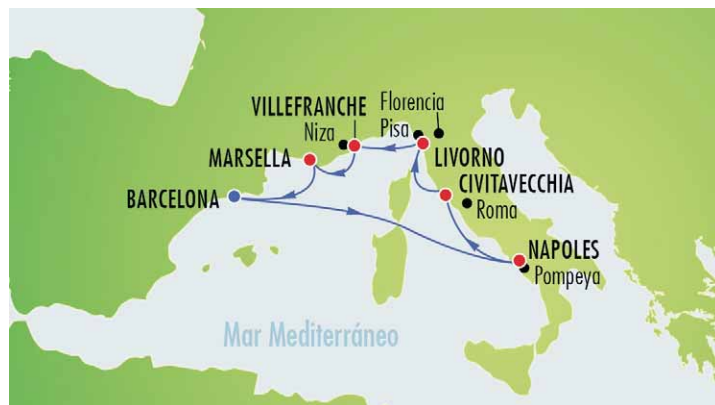 VILLEFRANCHE
Niza
Florencia
Pisa
MARSELLA
LIVORNO
CIVITAVECCHIA
Roma
BARCELONA
NAPOLES
Pompeya
Mar Mediterráneo